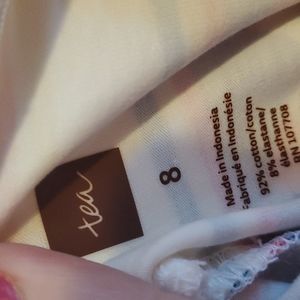 tea
8
Made in Indonesia
Fabriqué en Indonésie
92% cotton/coton
8% elastane/
élasthanne
RN 107708